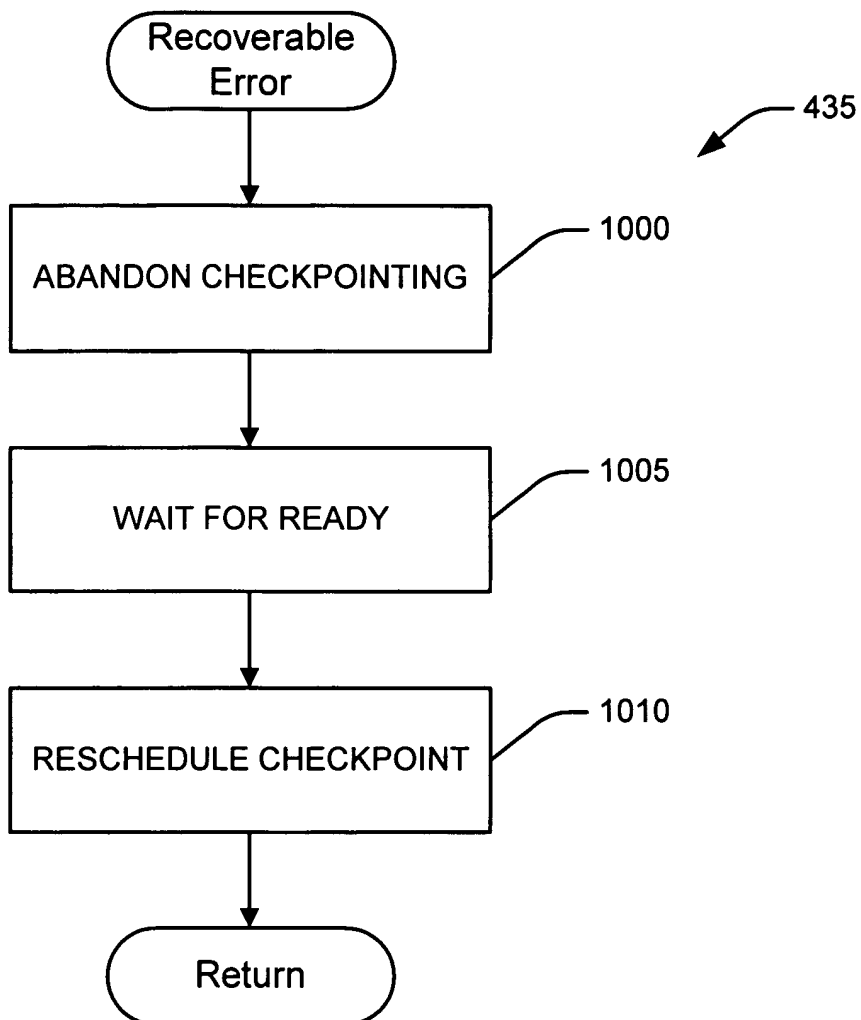 Recoverable
Error
435
1000
ABANDON CHECKPOINTING
1005
WAIT FOR READY
1010
RESCHEDULE CHECKPOINT
Return